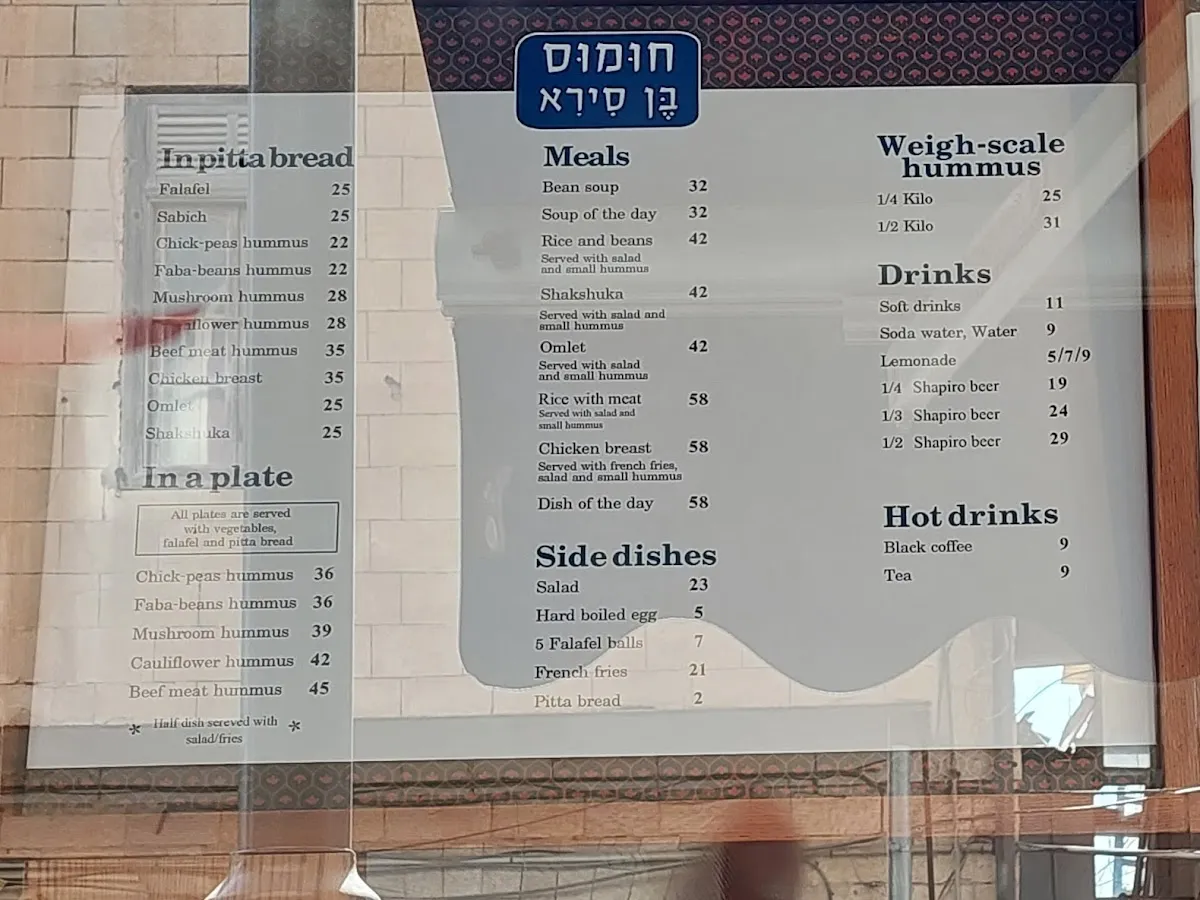 חומוס
בֶּן סִירִא
In pitta bread
Falafel 25
Sabich 25
Chick-peas hummus 22
Faba-beans hummus 22
Mushroom hummus 28
flower hummus 28
Beef meat hummus 35
Chicken breast 35
Omlet 25
Shakshuka 25
In a plate
All plates are served
with vegetables,
falafel and pitta bread
Chick-peas hummus 36
Faba-beans hummus 36
Mushroom hummus 39
Cauliflower hummus 42
Beef meat hummus 45
* Half dish screved with *
salad/fries
Meals
Bean soup 32
Soup of the day 32
Rice and beans 42
Served with salad
and small hummus
Shakshuka 42
Served with salad and
small hummus
Omlet 42
Served with salad
and small hummus
Rice with meat 58
Served with salad and
small hummus
Chicken breast 58
Served with french fries,
salad and small hummus
Dish of the day 58
Side dishes
Salad 23
Hard boiled egg 5
5 Falafel balls 7
French fries 21
Pitta bread 2
Weigh-scale
hummus
1/4 Kilo 25
1/2 Kilo 31
Drinks
Soft drinks 11
Soda water, Water 9
Lemonade 5/7/9
1/4 Shapiro beer 19
1/3 Shapiro beer 24
1/2 Shapiro beer 29
Hot drinks
Black coffee 9
Tea 9